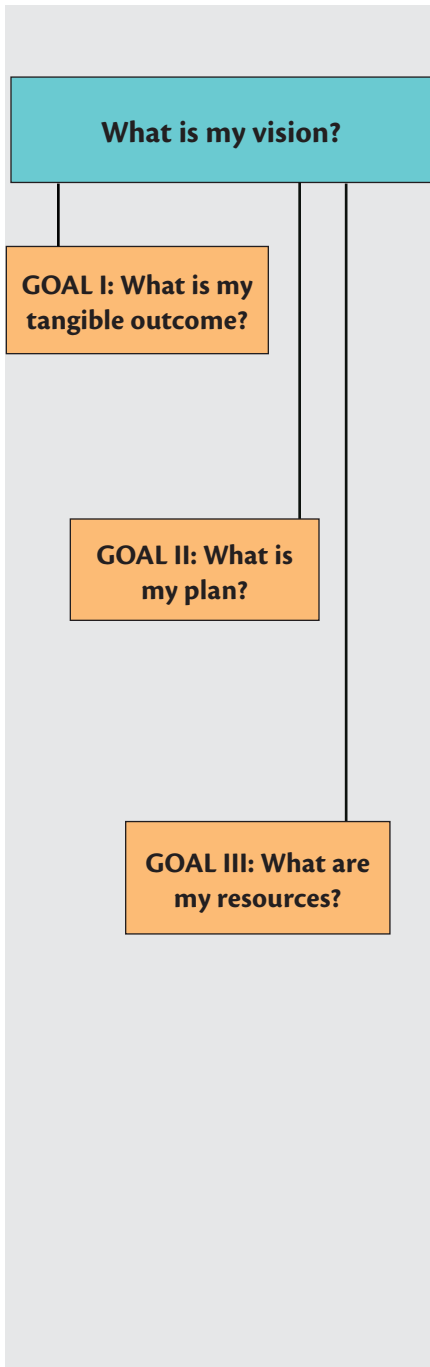 What is my vision?
GOAL I: What is my
tangible outcome?
GOAL II: What is
my plan?
GOAL III: What are
my resources?